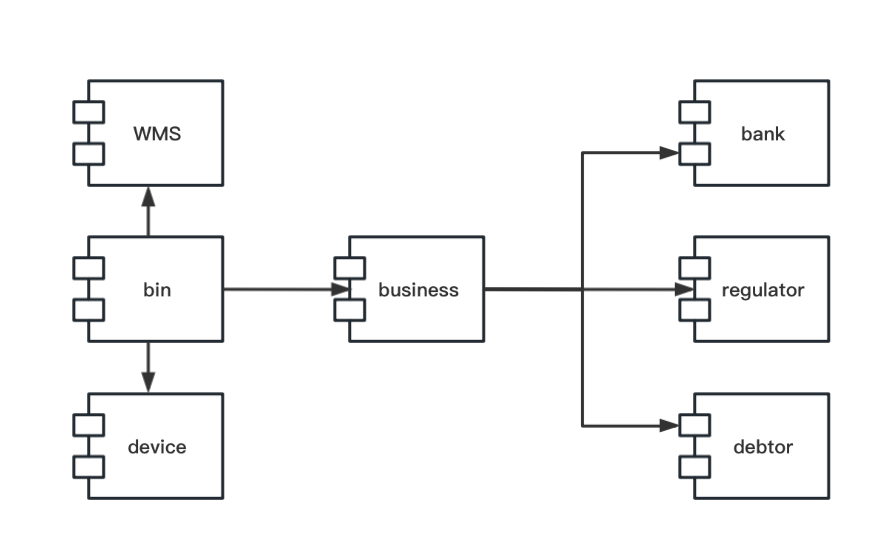 WMS
bank
bin
business
regulator
device
debtor